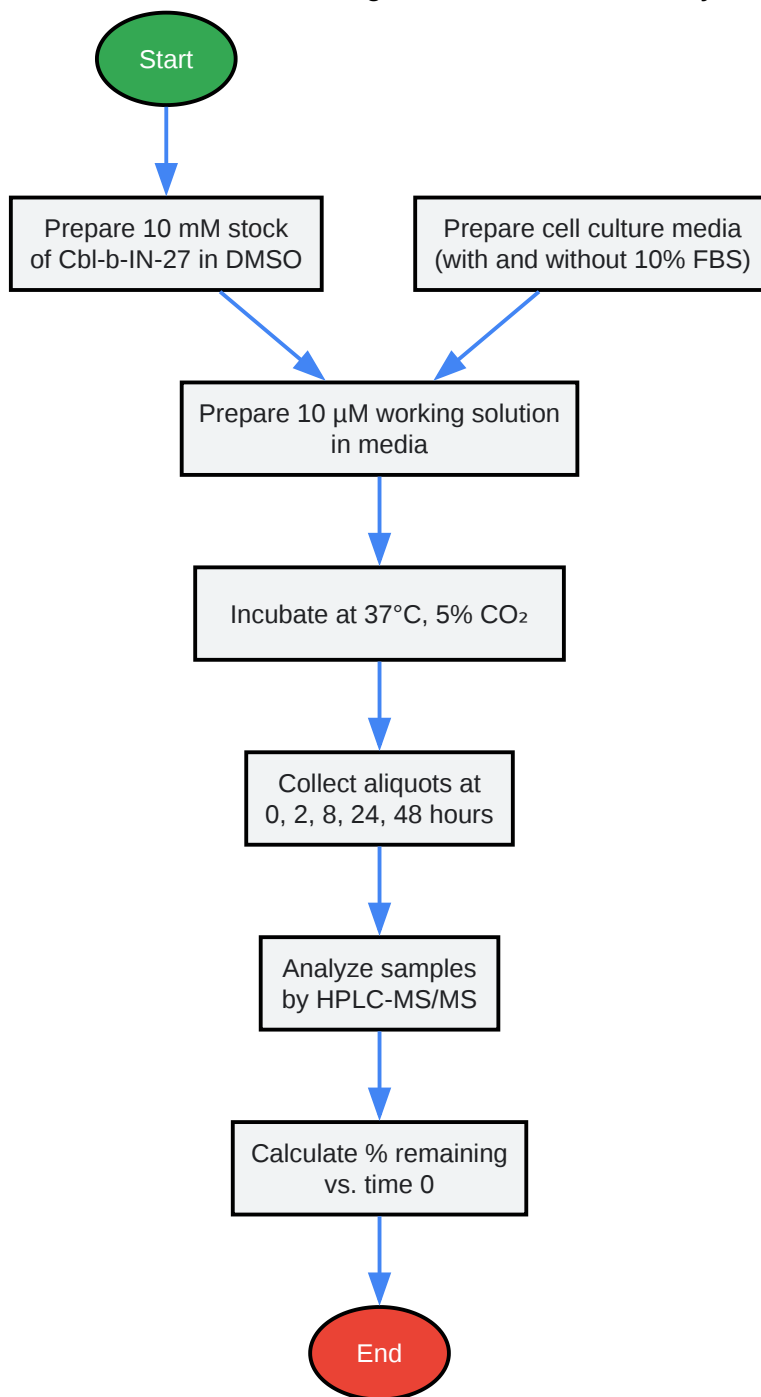 Start
Prepare 10 mM stock
of Cbl-b-IN-27 in DMSO
Prepare cell culture media
(with and without 10% FBS)
Prepare 10 µM working solution
in media
Incubate at 37°C, 5% CO₂
Collect aliquots at
0, 2, 8, 24, 48 hours
Analyze samples
by HPLC-MS/MS
Calculate % remaining
vs. time 0
End